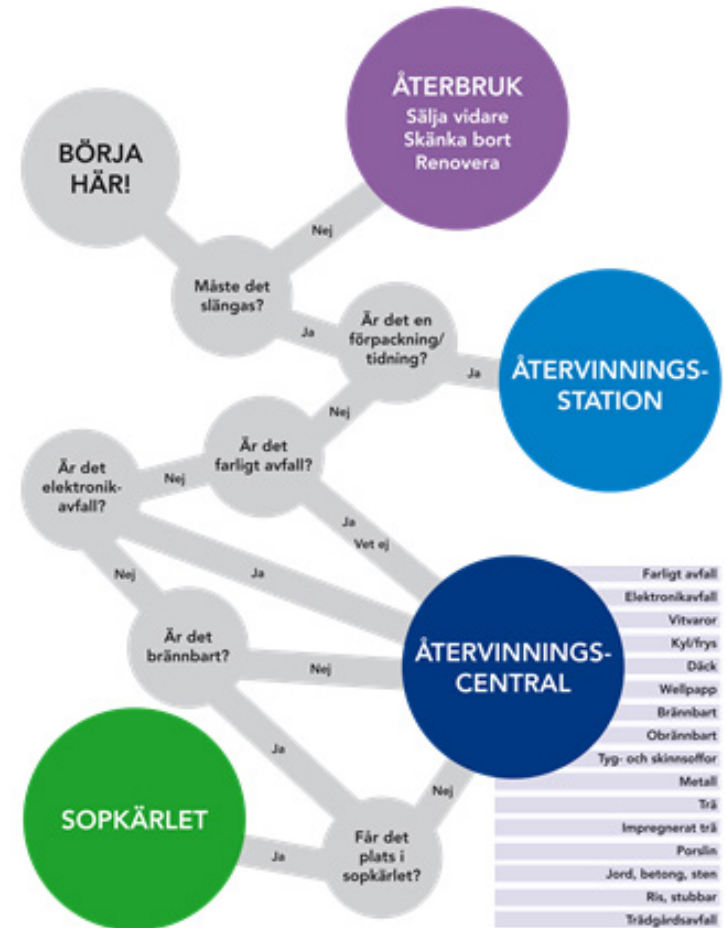 BÖRJA
HÄR!
ÅTERBRUK
Sälja vidare
Skänka bort
Renovera
Nej
Måste det
slängas?
Ja
Är det en
förpackning/
tidning?
Ja
ÅTERVINNINGS-
STATION
Nej
Är det
farligt avfall?
Nej
Är det
elektronik-
avfall?
Ja
Vet ej
Ja
Nej
Är det
brännbart?
Nej
ÅTERVINNINGS-
CENTRAL
Ja
Nej
SOPKÄRLET
Ja
Får det
plats i
sopkärlet?
Farligt avfall
Elektronikavfall
Vitvaror
Kyl/frys
Däck
Wellpapp
Brännbart
Obrännbart
Tyg- och skinnsoffor
Metall
Trä
Impregnerat trä
Porslin
Jord, betong, sten
Ris, stubbar
Trädgårdsavfall